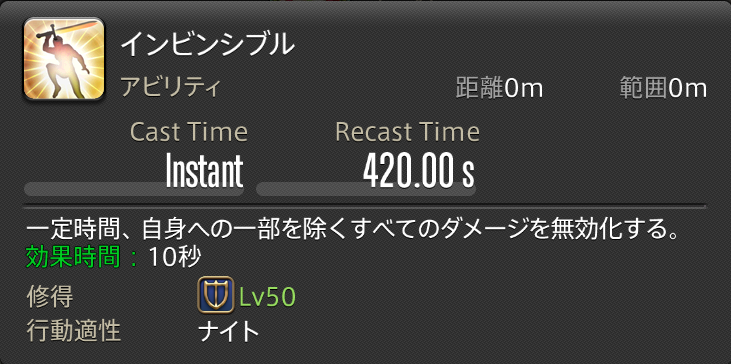 インビンシブル
アビリティ 距離0m 範囲0m
Cast Time Recast Time
Instant 420.00 s
一定時間、自身への一部を除くすべてのダメージを無効化する。
効果時間：10秒
修得 Lv50
行動適性 ナイト